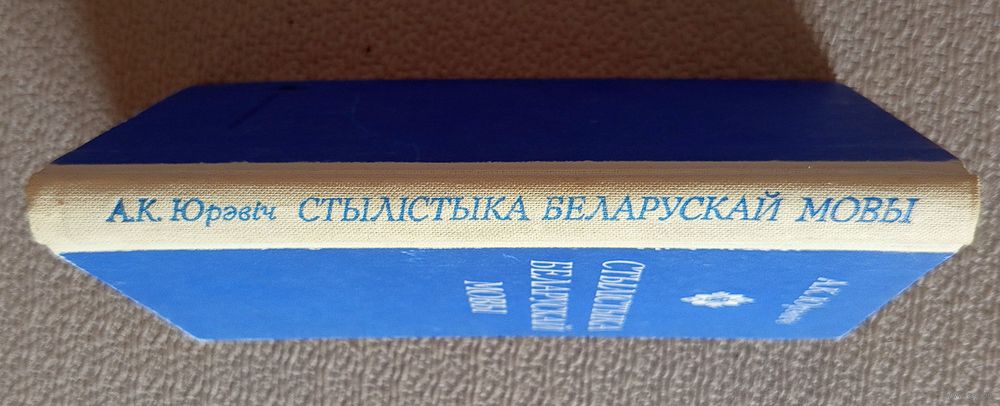 А.К. Юрэвіч СТЫЛІСТЫКА БЕЛАРУСКАЙ МОВЫ
А.К. Юрэвіч
СТЫЛІСТЫКА
БЕЛАРУСКАЙ
МОВЫ